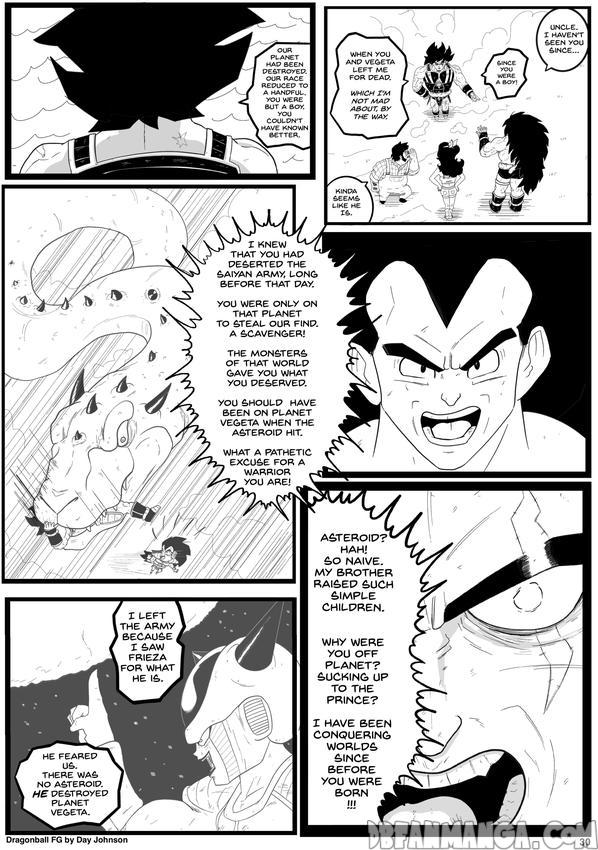 UNCLE.
I HAVEN'T
SEEN YOU
SINCE...
SINCE
YOU
WERE
A BOY!
WHEN YOU
AND VEGETA
LEFT ME
FOR DEAD.
WHICH I'M
NOT MAD
ABOUT, BY
THE WAY.
KINDA
SEEMS
LIKE HE
IS.
OUR
PLANET
HAD BEEN
DESTROYED.
OUR RACE
REDUCED TO
A HANDFUL.
YOU WERE
BUT A BOY.
YOU
COULDN'T
HAVE KNOWN
BETTER.
I KNEW
THAT YOU HAD
DESERTED THE
SAIYAN ARMY, LONG
BEFORE THAT DAY.
YOU WERE ONLY ON
THAT PLANET
TO STEAL OUR FIND.
A SCAVENGER!
THE MONSTERS
OF THAT WORLD
GAVE YOU WHAT
YOU DESERVED.
YOU SHOULD HAVE
BEEN ON PLANET
VEGETA WHEN THE
ASTEROID HIT.
WHAT A PATHETIC
EXCUSE FOR A
WARRIOR
YOU ARE!
ASTEROID?
HAH!
SO NAIVE.
MY BROTHER
RAISED SUCH
SIMPLE
CHILDREN.
WHY WERE
YOU OFF
PLANET?
SUCKING UP
TO THE
PRINCE?
I HAVE BEEN
CONQUERING
WORLDS
SINCE
BEFORE
YOU WERE
BORN
!!!
I LEFT
THE ARMY
BECAUSE
I SAW
FRIEZA
FOR WHAT
HE IS.
HE FEARED
US.
THERE WAS
NO ASTEROID.
HE DESTROYED
PLANET
VEGETA.
Dragonball FG by Day Johnson
39
DBFANMANGA.COM